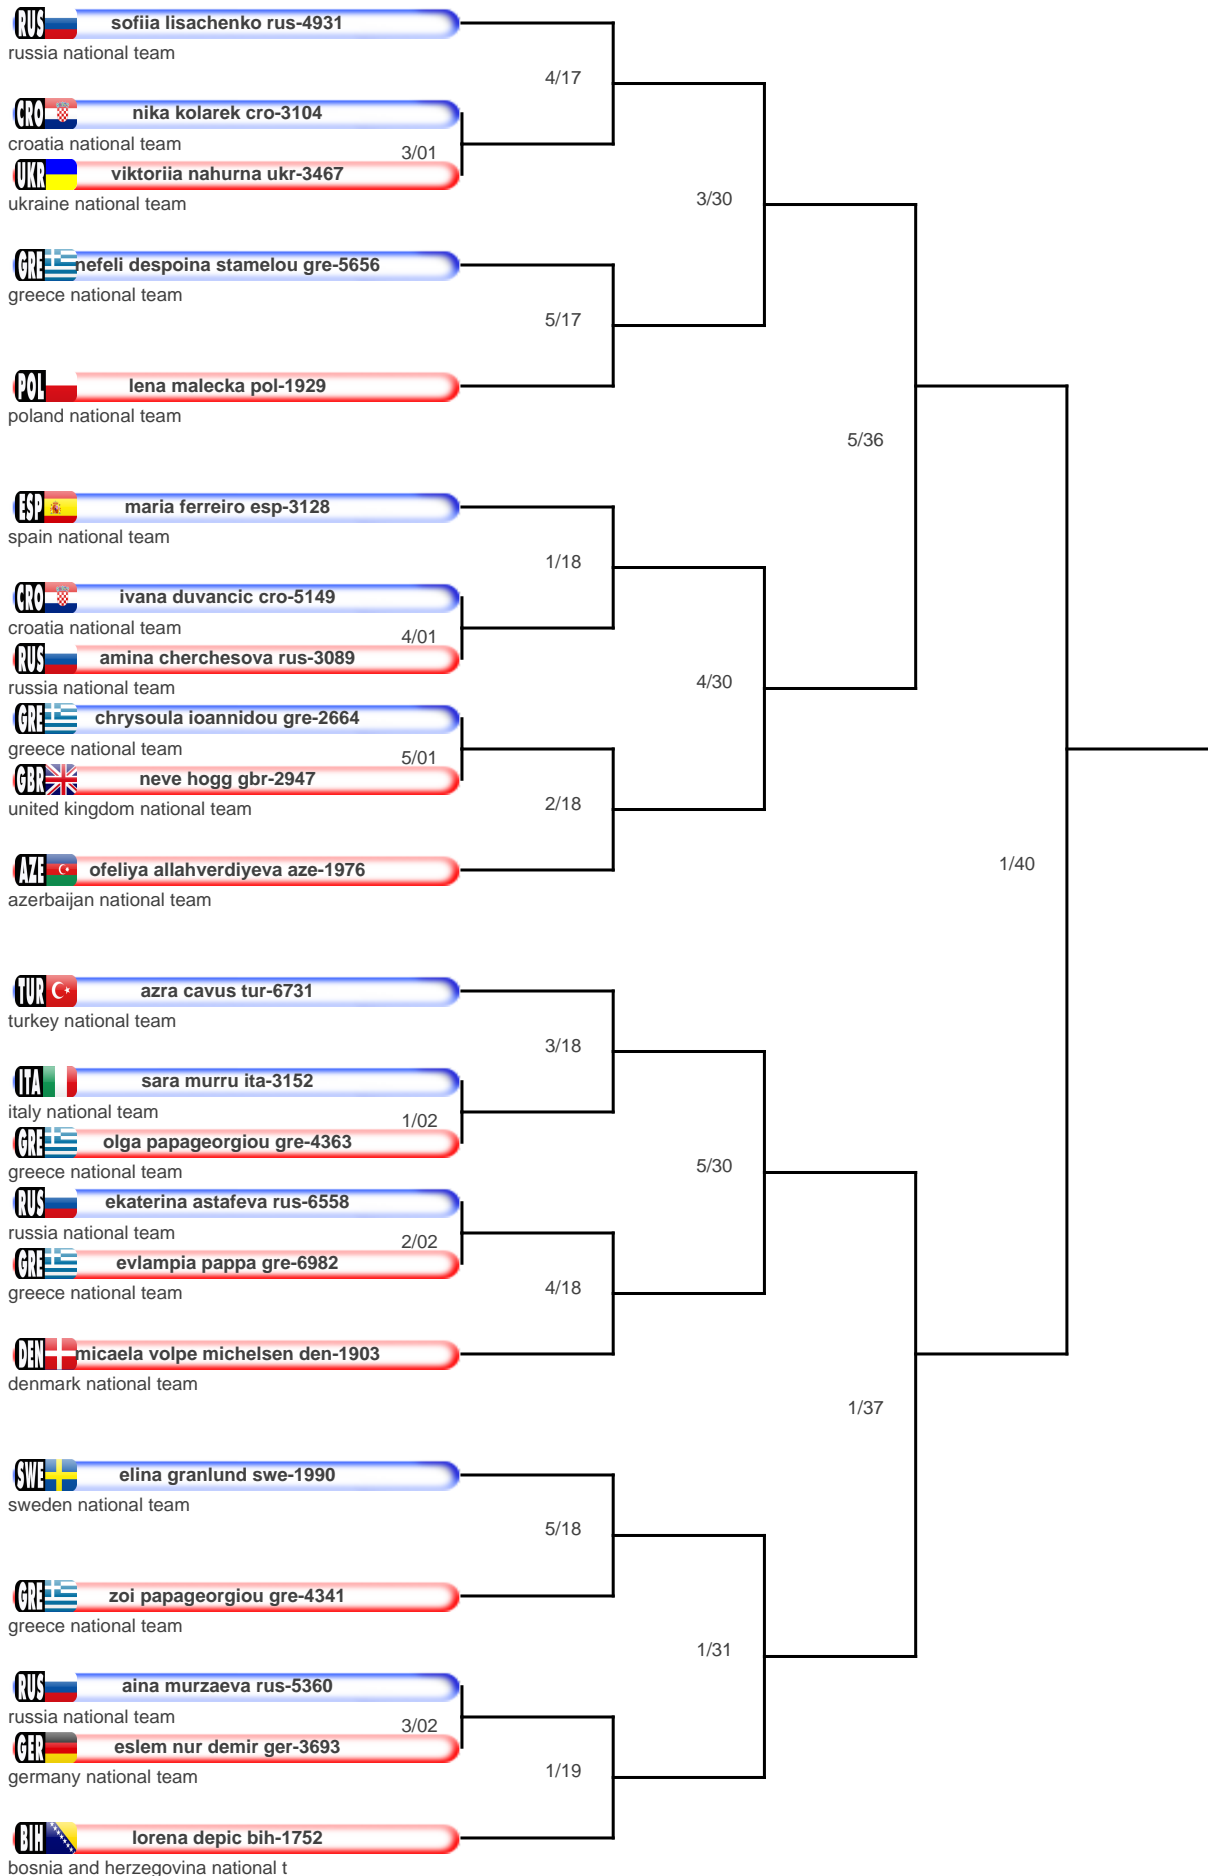 RUS sofiia lisachenko rus-4931
russia national team
4/17
CRO nika kolarek cro-3104
croatia national team
3/01
UKR viktoriia nahurna ukr-3467
ukraine national team
3/30
GRE nefeli despoina stamelou gre-5656
greece national team
5/17
POL lena malecka pol-1929
poland national team
5/36
ESP maria ferreiro esp-3128
spain national team
1/18
CRO ivana duvancic cro-5149
croatia national team
4/01
RUS amina cherchesova rus-3089
russia national team
4/30
GRE chrysoula ioannidou gre-2664
greece national team
5/01
GBR neve hogg gbr-2947
united kingdom national team
2/18
AZE ofeliya allahverdiyeva aze-1976
azerbaijan national team
1/40
TUR azra cavus tur-6731
turkey national team
3/18
ITA sara murru ita-3152
italy national team
1/02
GRE olga papageorgiou gre-4363
greece national team
5/30
RUS ekaterina astafeva rus-6558
russia national team
2/02
GRE evlampia pappa gre-6982
greece national team
4/18
DEN micaela volpe michelsen den-1903
denmark national team
1/37
SWE elina granlund swe-1990
sweden national team
5/18
GRE zoi papageorgiou gre-4341
greece national team
1/31
RUS aina murzaeva rus-5360
russia national team
3/02
GER eslem nur demir ger-3693
germany national team
1/19
BIH lorena depic bih-1752
bosnia and herzegovina national t